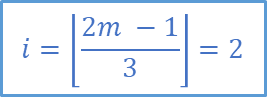 i = ⌊(2m − 1)/3⌋ = 2